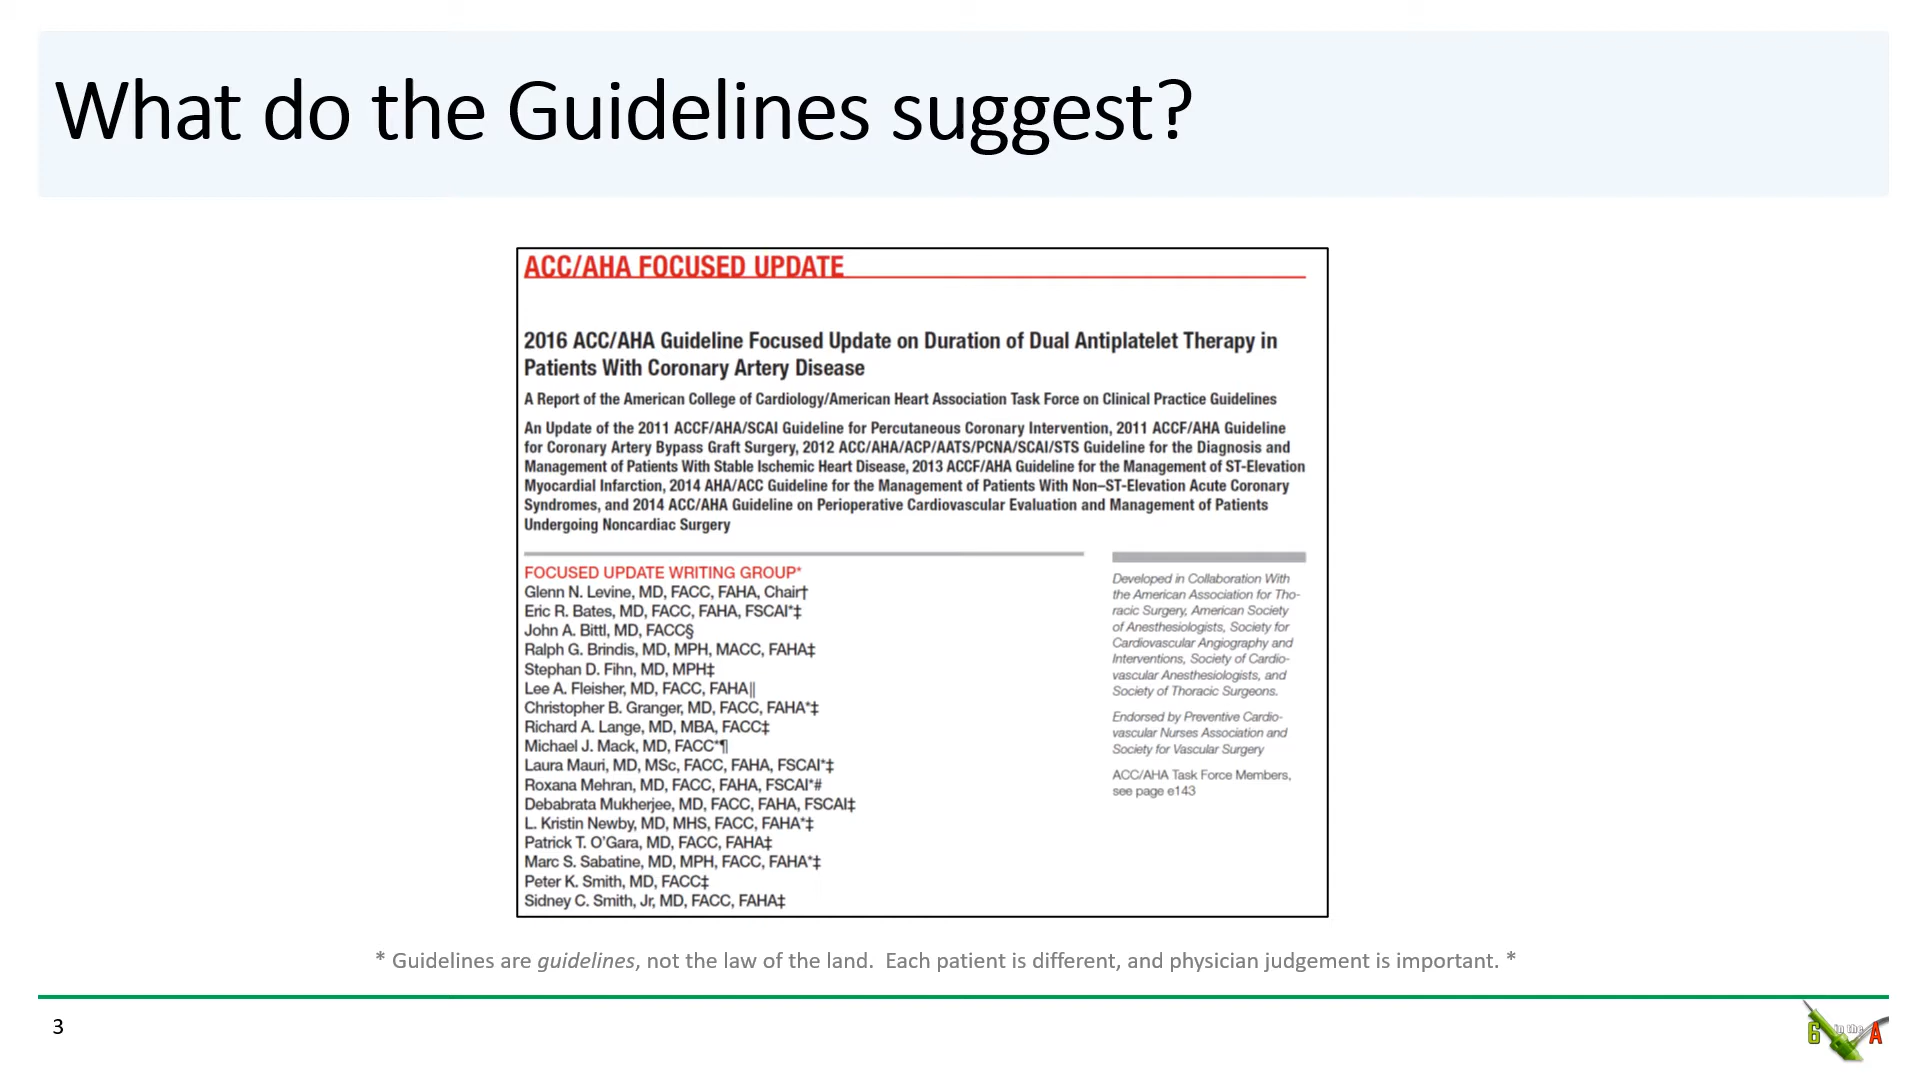 What do the Guidelines suggest?
ACC/AHA FOCUSED UPDATE
2016 ACC/AHA Guideline Focused Update on Duration of Dual Antiplatelet Therapy in
Patients With Coronary Artery Disease
A Report of the American College of Cardiology/American Heart Association Task Force on Clinical Practice Guidelines
An Update of the 2011 ACCF/AHA/SCAI Guideline for Percutaneous Coronary Intervention, 2011 ACCF/AHA Guideline
for Coronary Artery Bypass Graft Surgery, 2012 ACC/AHA/ACP/AATS/PCNA/SCAI/STS Guideline for the Diagnosis and
Management of Patients With Stable Ischemic Heart Disease, 2013 ACCF/AHA Guideline for the Management of ST-Elevation
Myocardial Infarction, 2014 AHA/ACC Guideline for the Management of Patients With Non–ST-Elevation Acute Coronary
Syndromes, and 2014 ACC/AHA Guideline on Perioperative Cardiovascular Evaluation and Management of Patients
Undergoing Noncardiac Surgery
FOCUSED UPDATE WRITING GROUP*
Glenn N. Levine, MD, FACC, FAHA, Chair†
Eric R. Bates, MD, FACC, FAHA, FSCAI*‡
John A. Bittl, MD, FACC§
Ralph G. Brindis, MD, MPH, MACC, FAHA‡
Stephan D. Fihn, MD, MPH‡
Lee A. Fleisher, MD, FACC, FAHA||
Christopher B. Granger, MD, FACC, FAHA*‡
Richard A. Lange, MD, MBA, FACC‡
Michael J. Mack, MD, FACC*¶
Laura Mauri, MD, MSc, FACC, FAHA, FSCAI*‡
Roxana Mehran, MD, FACC, FAHA, FSCAI*#
Debabrata Mukherjee, MD, FACC, FAHA, FSCAI‡
L. Kristin Newby, MD, MHS, FACC, FAHA*‡
Patrick T. O'Gara, MD, FACC, FAHA‡
Marc S. Sabatine, MD, MPH, FACC, FAHA*‡
Peter K. Smith, MD, FACC‡
Sidney C. Smith, Jr, MD, FACC, FAHA‡
Developed in Collaboration With
the American Association for Tho-
racic Surgery, American Society
of Anesthesiologists, Society for
Cardiovascular Angiography and
Interventions, Society of Cardio-
vascular Anesthesiologists, and
Society of Thoracic Surgeons.
Endorsed by Preventive Cardio-
vascular Nurses Association and
Society for Vascular Surgery
ACC/AHA Task Force Members,
see page e143
* Guidelines are guidelines, not the law of the land.  Each patient is different, and physician judgement is important. *
3
6 in the A